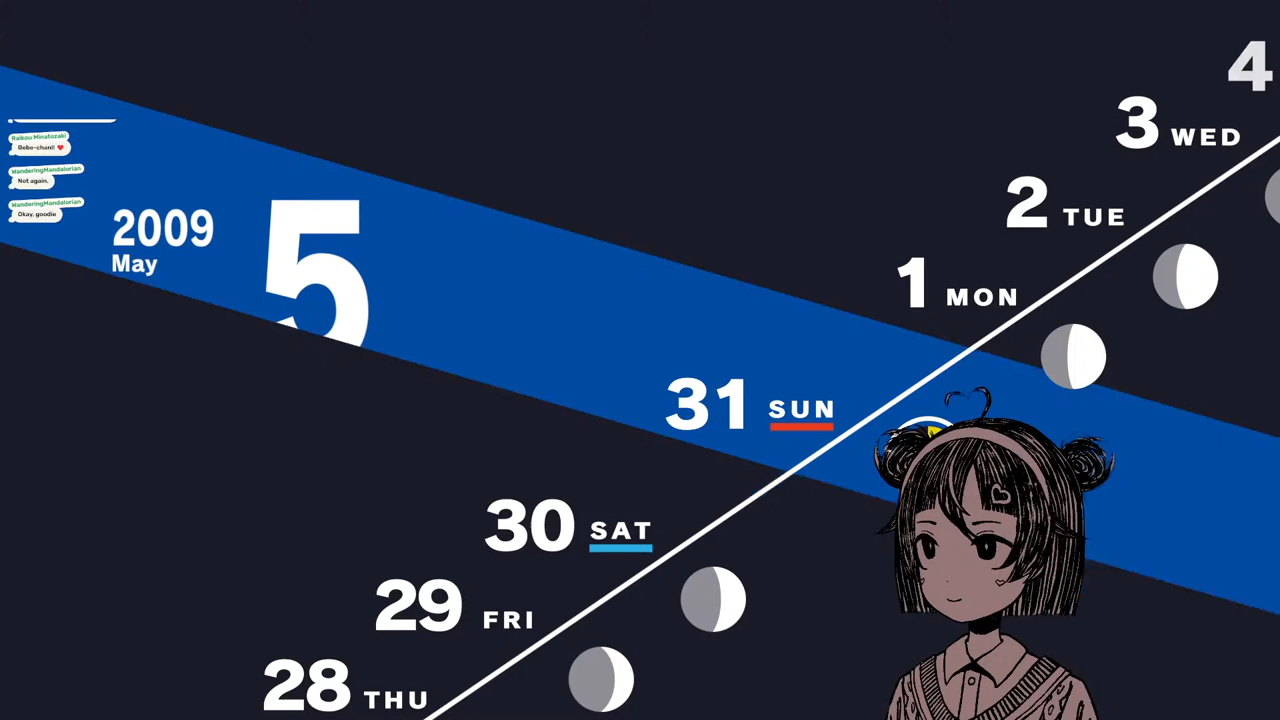 Raikou Minatozaki
Bebe-chan!! ❤️
WanderingMandalorian
Not again.
WanderingMandalorian
Okay, goodie
2009
May
5
4
3 WED
2 TUE
1 MON
31 SUN
30 SAT
29 FRI
28 THU